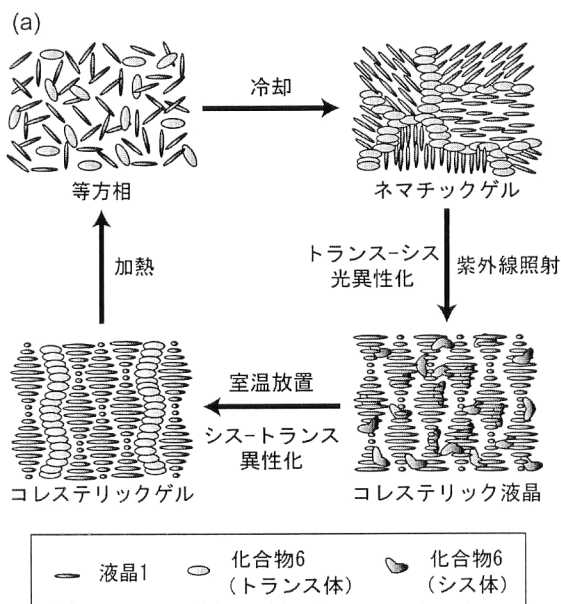 (a)
冷却
等方相
ネマチックゲル
加熱
トランス-シス
光異性化
紫外線照射
室温放置
シス-トランス
異性化
コレステリックゲル
コレステリック液晶
液晶1
化合物6
(トランス体)
化合物6
(シス体)